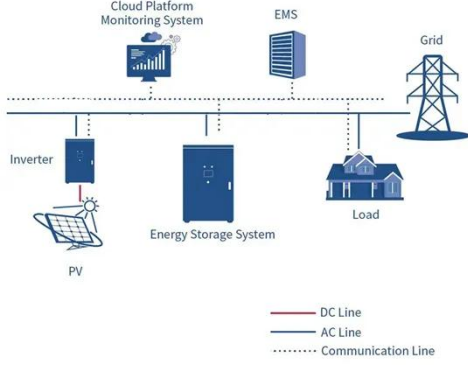 Cloud Platform
Monitoring System
EMS
Grid
Inverter
Load
Energy Storage System
PV
DC Line
AC Line
Communication Line